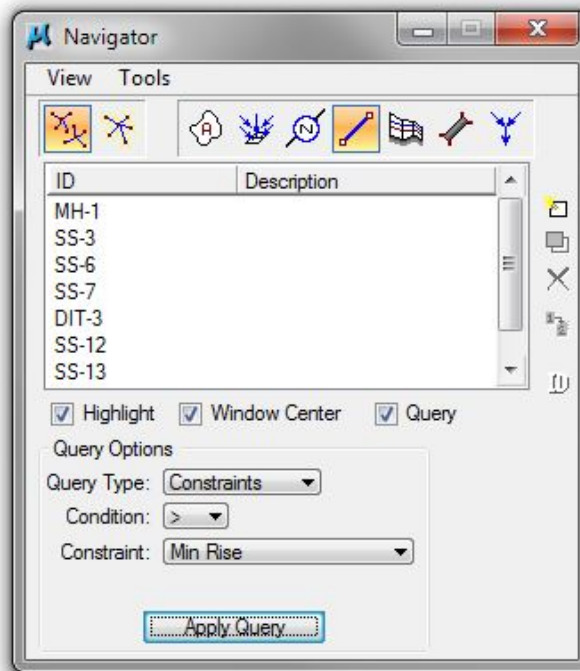 Navigator
View Tools
ID Description
MH-1
SS-3
SS-6
SS-7
DIT-3
SS-12
SS-13
Highlight Window Center Query
Query Options
Query Type: Constraints
Condition: >
Constraint: Min Rise
Apply Query